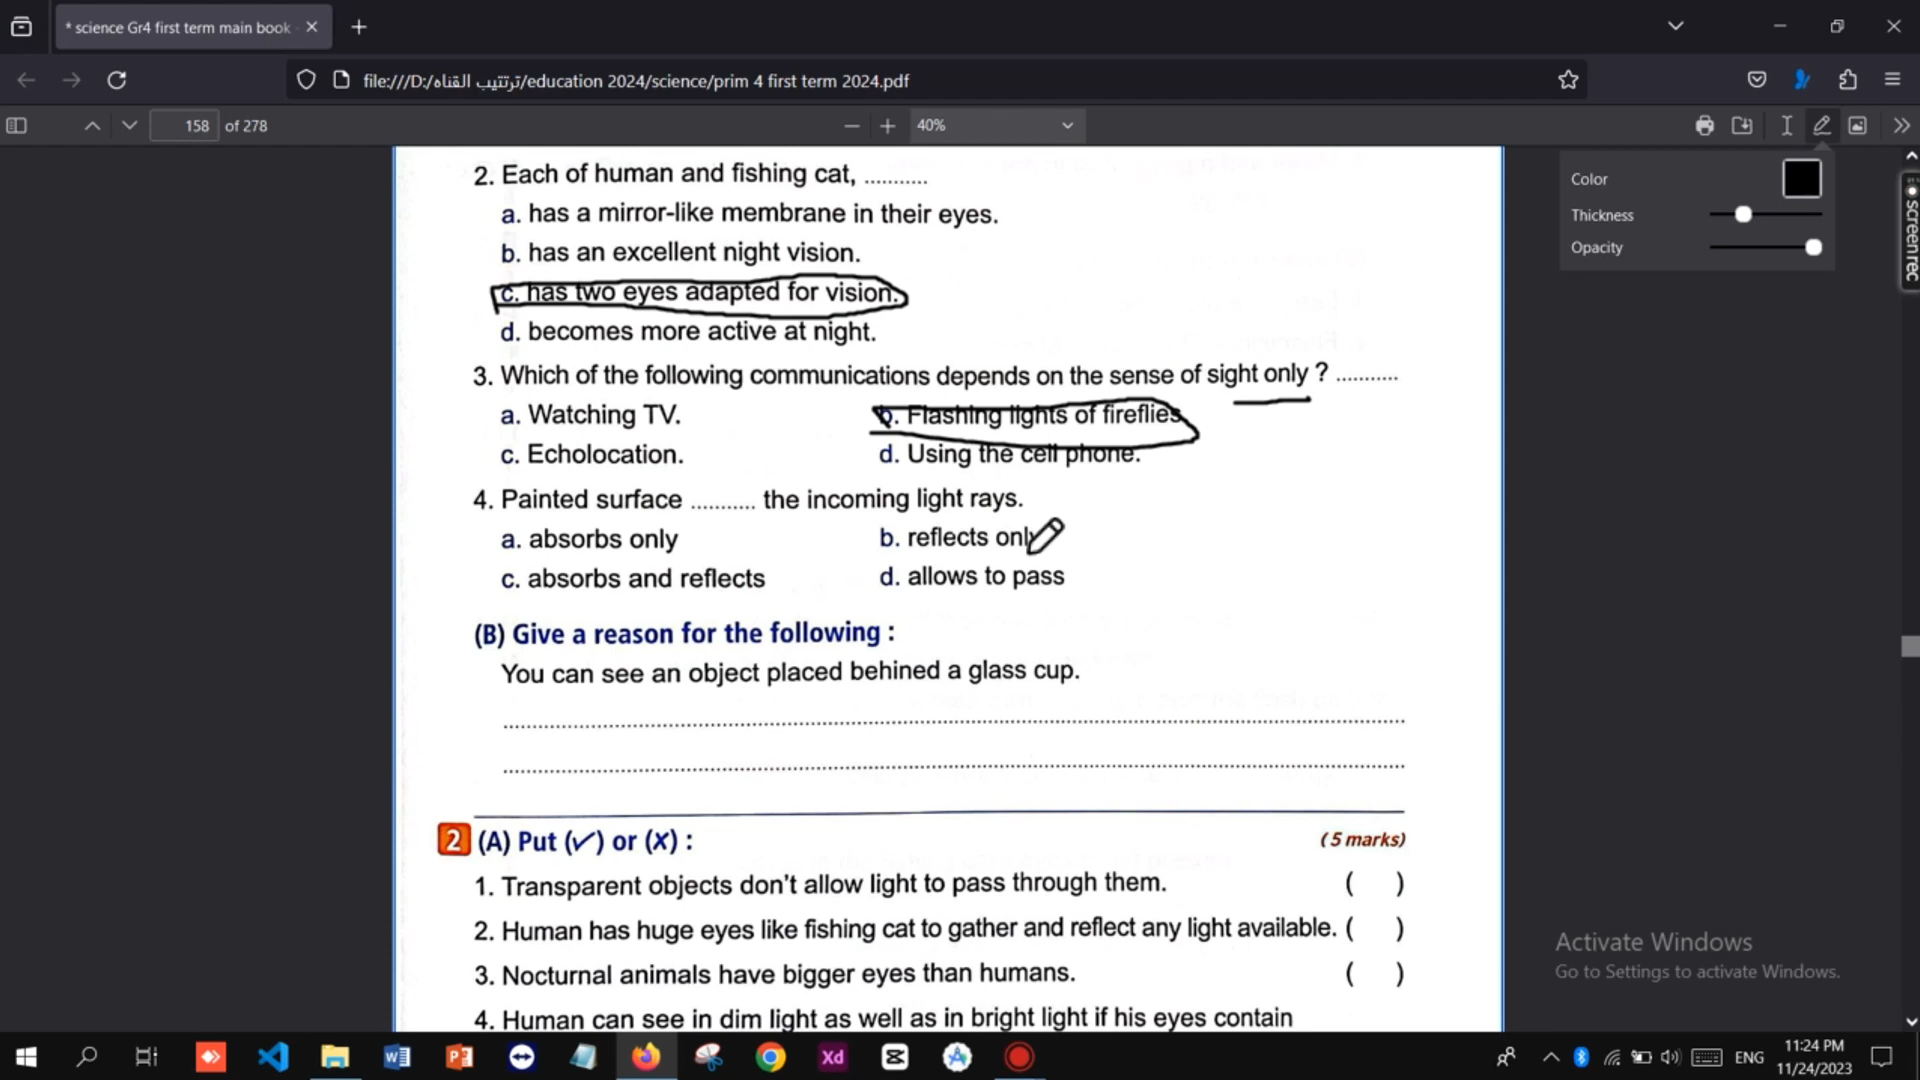 * science Gr4 first term main book
file:///D:/ترتتيب القناه/education 2024/science/prim 4 first term 2024.pdf
158 of 278
40%
Color
Thickness
Opacity
screenrec
2. Each of human and fishing cat, ...........
a. has a mirror-like membrane in their eyes.
b. has an excellent night vision.
c. has two eyes adapted for vision.
d. becomes more active at night.
3. Which of the following communications depends on the sense of sight only ? ...........
a. Watching TV.
b. Flashing lights of fireflies
c. Echolocation.
d. Using the cell phone.
4. Painted surface ........... the incoming light rays.
a. absorbs only
b. reflects only
c. absorbs and reflects
d. allows to pass
(B) Give a reason for the following :
You can see an object placed behined a glass cup.
2 (A) Put (✓) or (X) :
(5 marks)
1. Transparent objects don't allow light to pass through them. ( )
2. Human has huge eyes like fishing cat to gather and reflect any light available. ( )
3. Nocturnal animals have bigger eyes than humans. ( )
4. Human can see in dim light as well as in bright light if his eyes contain
Activate Windows
Go to Settings to activate Windows.
Xd
ENG
11:24 PM
11/24/2023